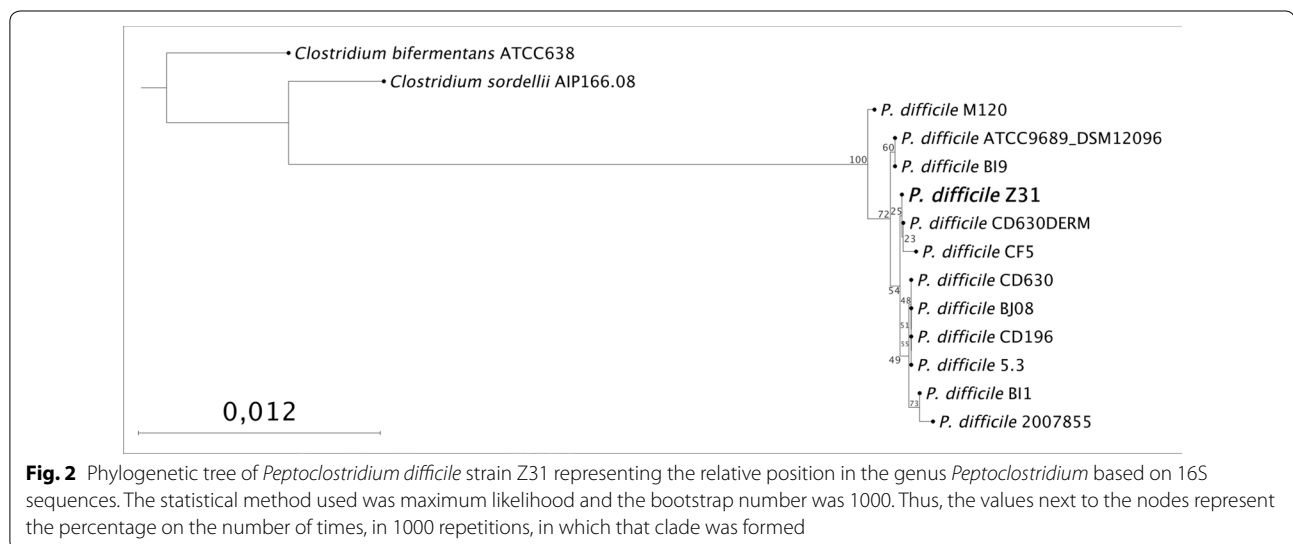 Clostridium bifermentans ATCC638
Clostridium sordellii AIP166.08
P. difficile M120
100
P. difficile ATCC9689_DSM12096
60
P. difficile BI9
P. difficile Z31
72
25
P. difficile CD630DERM
23
P. difficile CF5
54
P. difficile CD630
48
P. difficile BJ08
51
P. difficile CD196
55
49
P. difficile 5.3
P. difficile BI1
73
P. difficile 2007855
0,012
Fig. 2 Phylogenetic tree of Peptoclostridium difficile strain Z31 representing the relative position in the genus Peptoclostridium based on 16S
sequences. The statistical method used was maximum likelihood and the bootstrap number was 1000. Thus, the values next to the nodes represent
the percentage on the number of times, in 1000 repetitions, in which that clade was formed